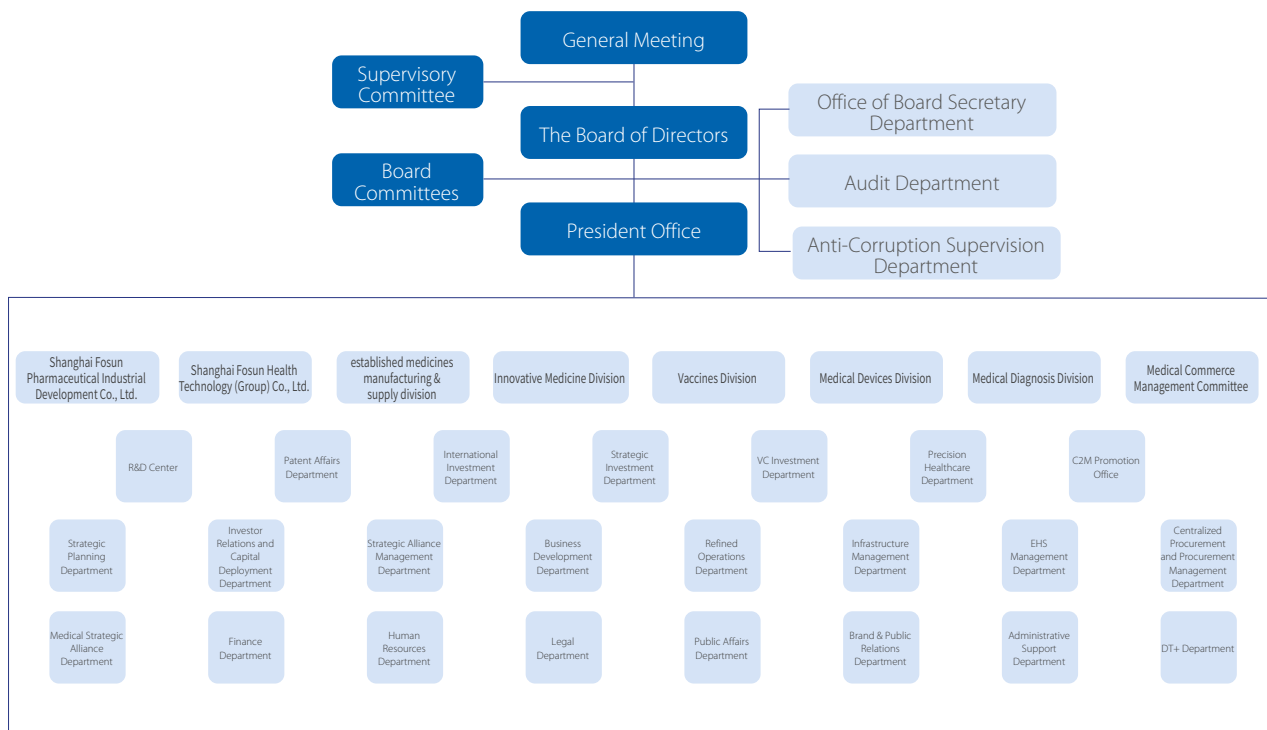 General Meeting
Supervisory
Committee
Office of Board Secretary
Department
The Board of Directors
Board
Committees
Audit Department
President Office
Anti-Corruption Supervision
Department
Shanghai Fosun
Pharmaceutical Industrial
Development Co., Ltd.
Shanghai Fosun Health
Technology (Group) Co., Ltd.
established medicines
manufacturing &
supply division
Innovative Medicine Division
Vaccines Division
Medical Devices Division
Medical Diagnosis Division
Medical Commerce
Management Committee
R&D Center
Patent Affairs
Department
International
Investment
Department
Strategic
Investment
Department
VC Investment
Department
Precision
Healthcare
Department
C2M Promotion
Office
Strategic
Planning
Department
Investor
Relations and
Capital
Deployment
Department
Strategic Alliance
Management
Department
Business
Development
Department
Refined
Operations
Department
Infrastructure
Management
Department
EHS
Management
Department
Centralized
Procurement
and Procurement
Management
Department
Medical Strategic
Alliance
Department
Finance
Department
Human
Resources
Department
Legal
Department
Public Affairs
Department
Brand & Public
Relations
Department
Administrative
Support
Department
DT+ Department